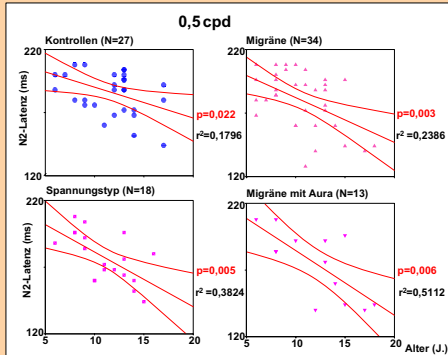 0,5 cpd
Kontrollen (N=27)
Migräne (N=34)
220
220
N2-Latenz (ms)
p=0,022
r²=0,1796
p=0,003
r²=0,2386
120
120
Spannungstyp (N=18)
Migräne mit Aura (N=13)
220
220
N2-Latenz (ms)
p=0,005
r²=0,3824
p=0,006
r²=0,5112
120
120
5 10 15 20
5 10 15 20
Alter (J.)